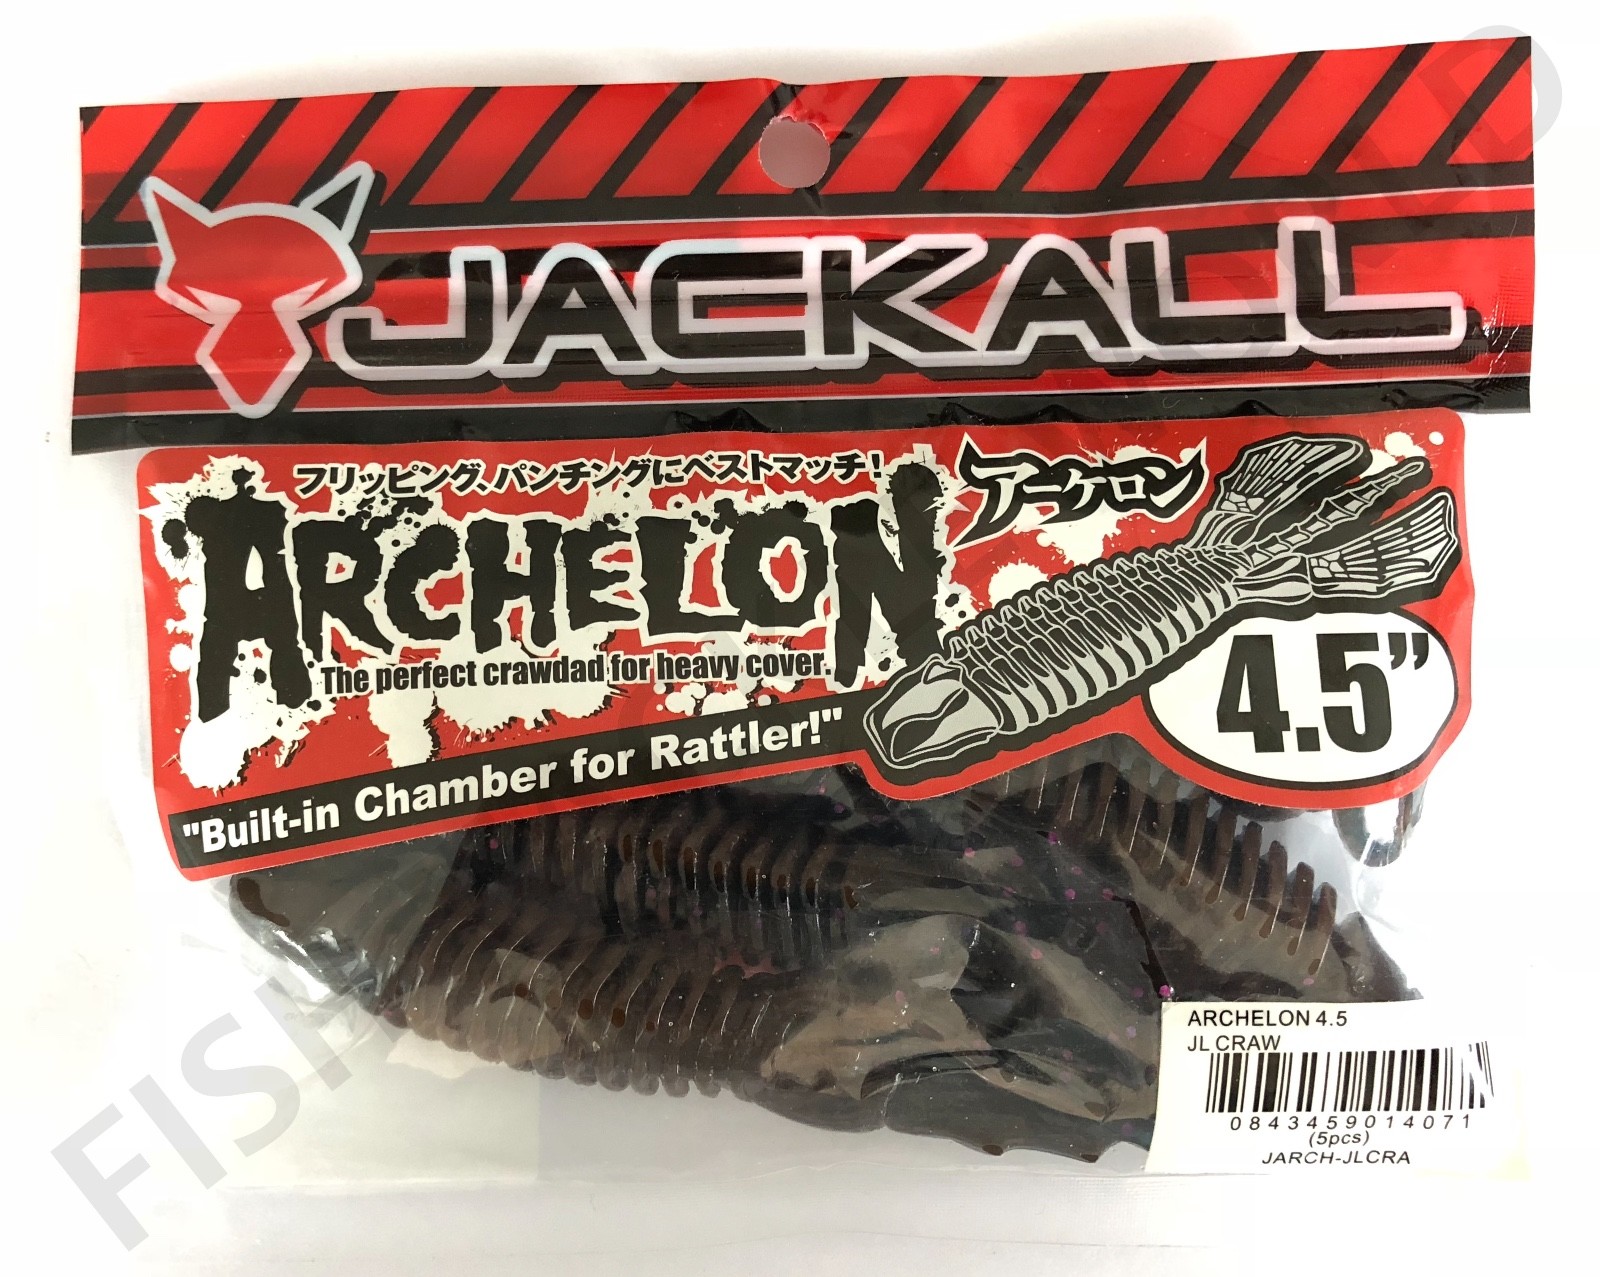 JACKALL
フリッピング、パンチングにベストマッチ!
ARCHELON
アーケロン
The perfect crawdad for heavy cover.
4.5”
"Built-in Chamber for Rattler!"
ARCHELON 4.5
JL CRAW
0843459014071
(5pcs)
JARCH-JLCRA